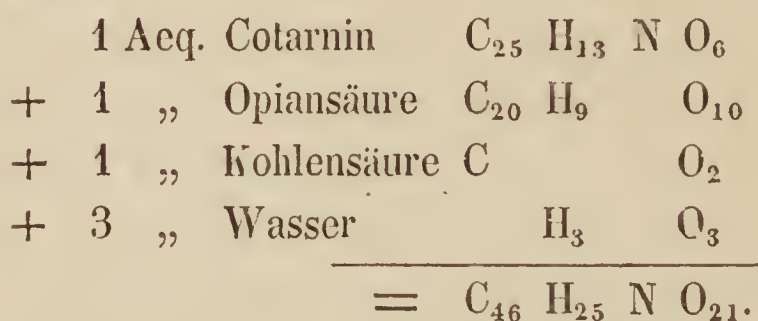 1 Aeq. Cotarnin C₂₅ H₁₃ N O₆
+ 1 „ Opiansäure C₂₀ H₉ O₁₀
+ 1 „ Kohlensäure C O₂
+ 3 „ Wasser H₃ O₃
= C₄₆ H₂₅ N O₂₁.